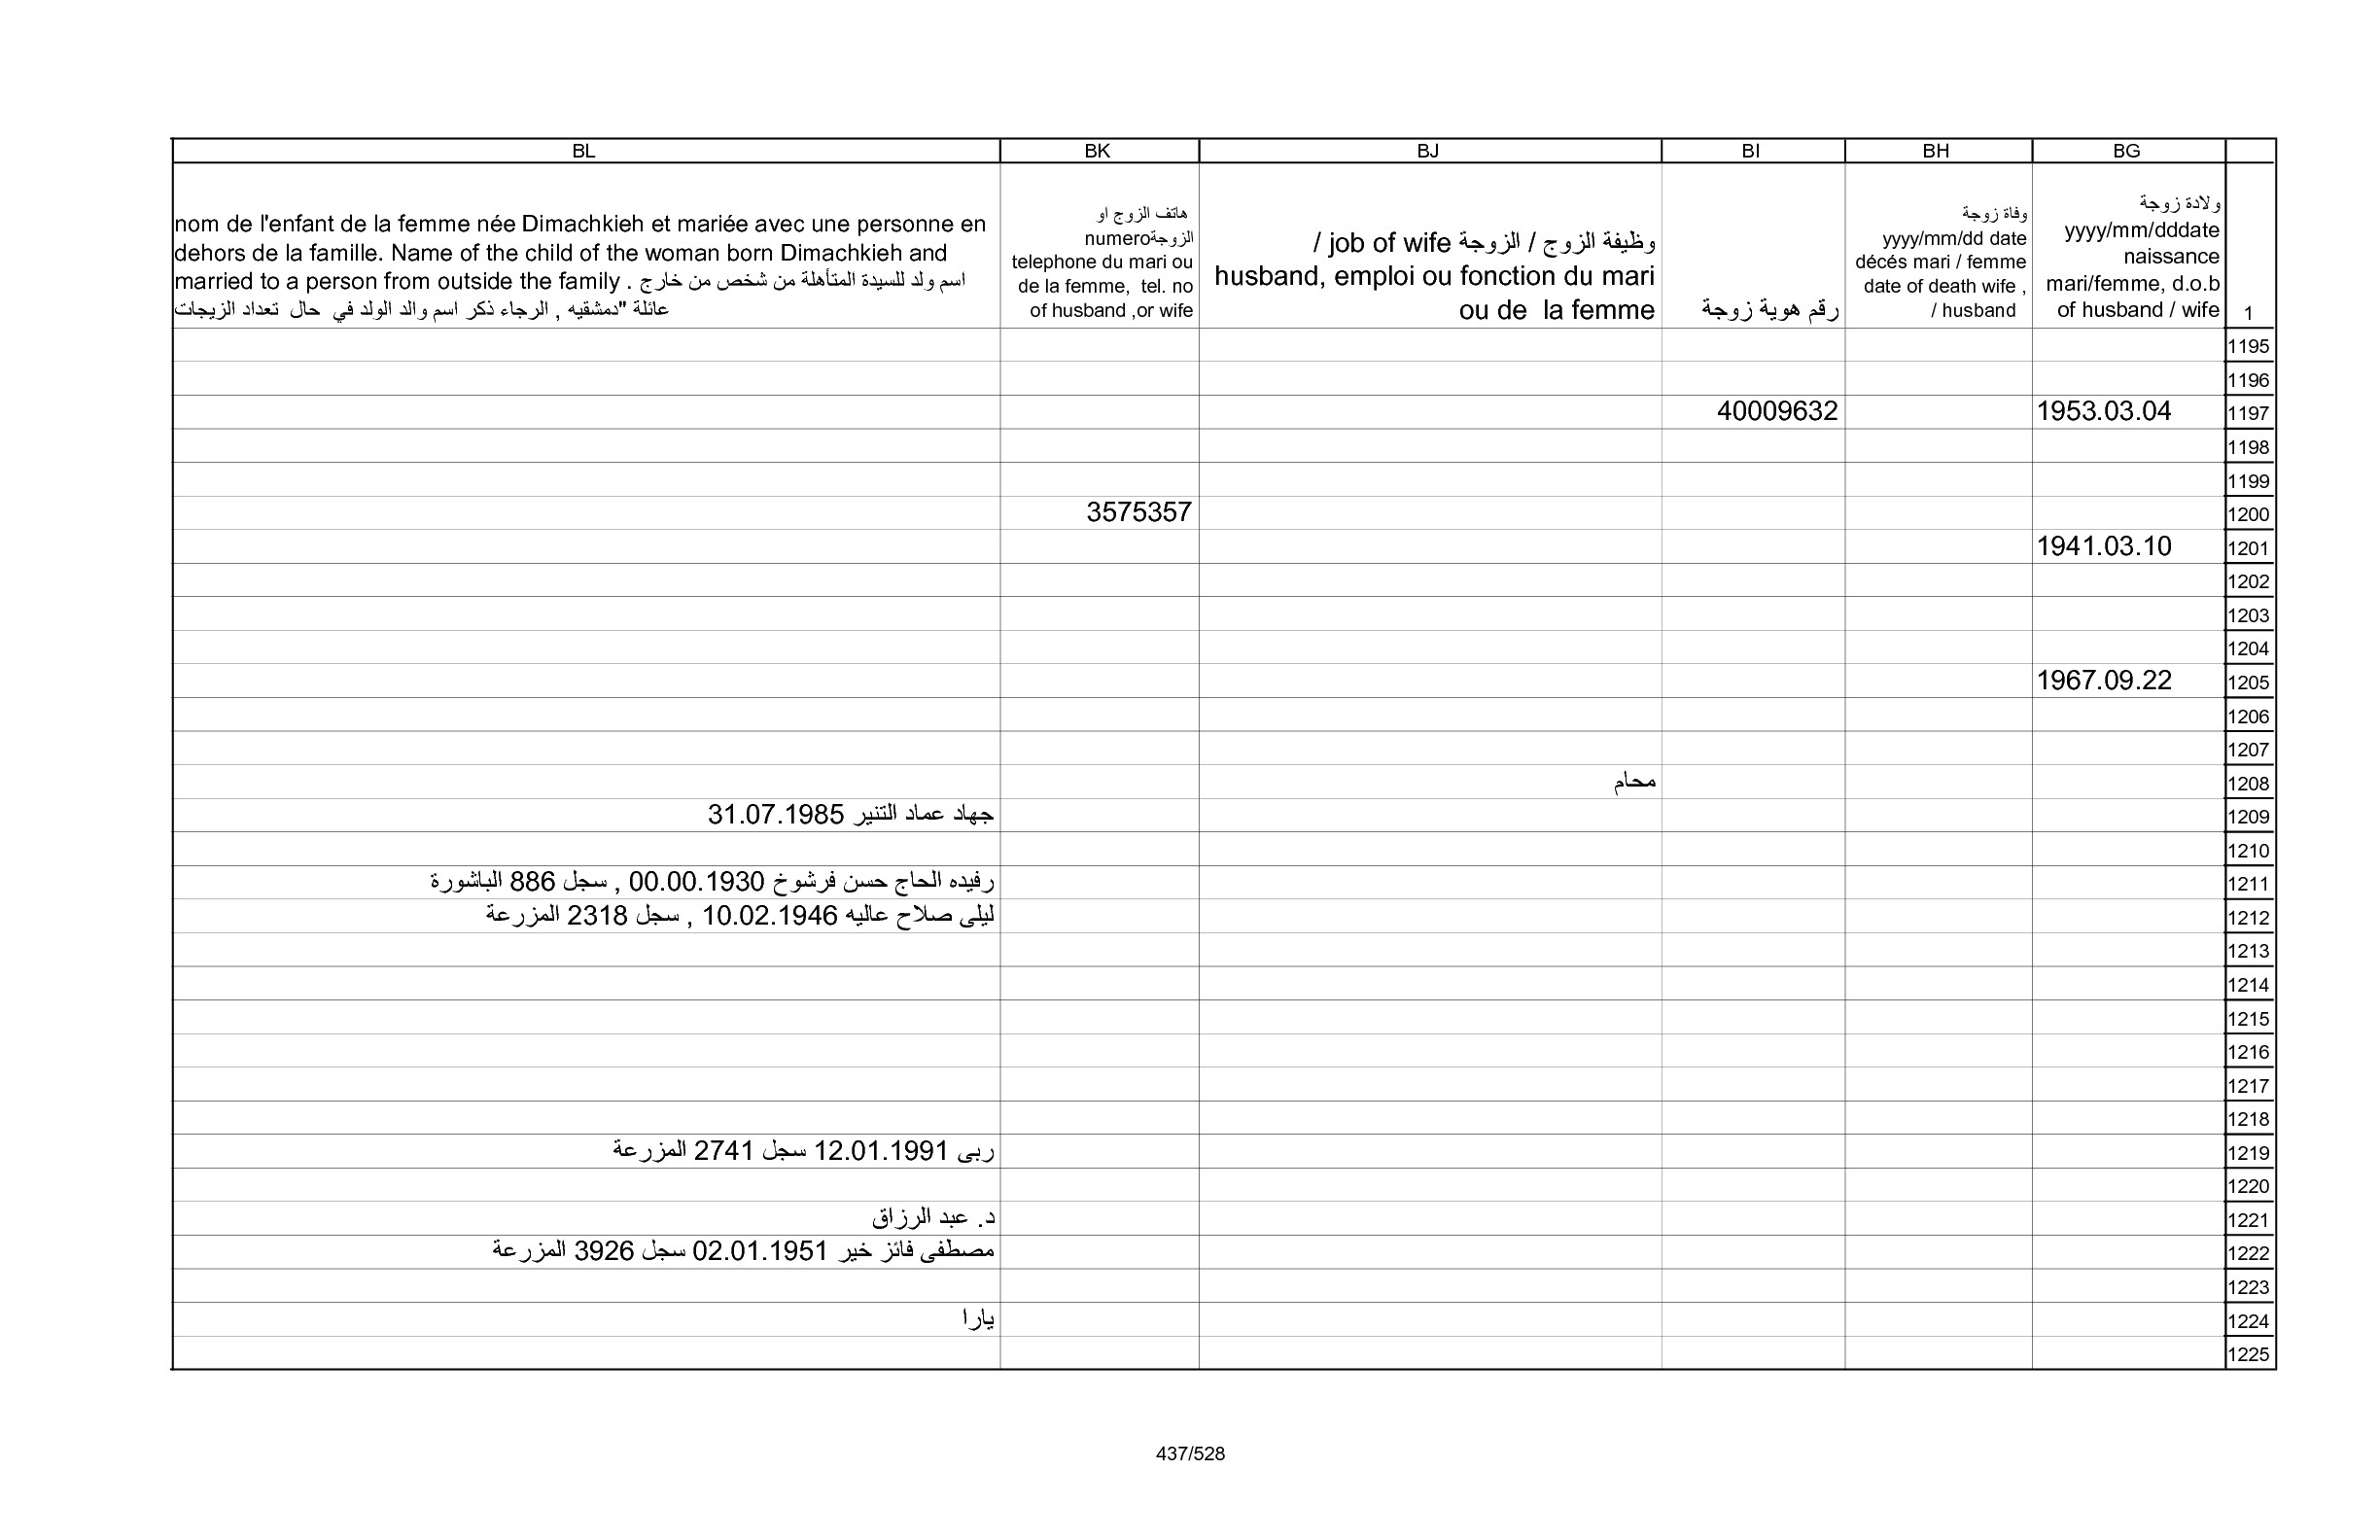 BG
BH
BI
BJ
BK
BL
1
ولادة زوجة
yyyy/mm/dddate
naissance
mari/femme, d.o.b
of husband / wife
وفاة زوجة
yyyy/mm/dd date
décés mari / femme
date of death wife ,
/ husband
رقم هوية زوجة
وظيفة الزوج / الزوجة job of wife /
husband, emploi ou fonction du mari
ou de la femme
هاتف الزوج او
الزوجةnumero
telephone du mari ou
de la femme, tel. no
of husband ,or wife
nom de l'enfant de la femme née Dimachkieh et mariée avec une personne en
dehors de la famille. Name of the child of the woman born Dimachkieh and
married to a person from outside the family . اسم ولد للسيدة المتأهلة من شخص من خارج
عائلة "دمشقيه , الرجاء ذكر اسم والد الولد في حال تعداد الزيجات
1195
1196
1197 1953.03.04 40009632
1198
1199
1200 3575357
1201 1941.03.10
1202
1203
1204
1205 1967.09.22
1206
1207
1208 محام
1209 جهاد عماد التنير 31.07.1985
1210
1211 رفيده الحاج حسن فرشوخ 00.00.1930 , سجل 886 الباشورة
1212 ليلى صلاح عاليه 10.02.1946 , سجل 2318 المزرعة
1213
1214
1215
1216
1217
1218
1219 ربى 12.01.1991 سجل 2741 المزرعة
1220
1221 د. عبد الرزاق
1222 مصطفى فائز خير 02.01.1951 سجل 3926 المزرعة
1223
1224 يارا
1225
437/528